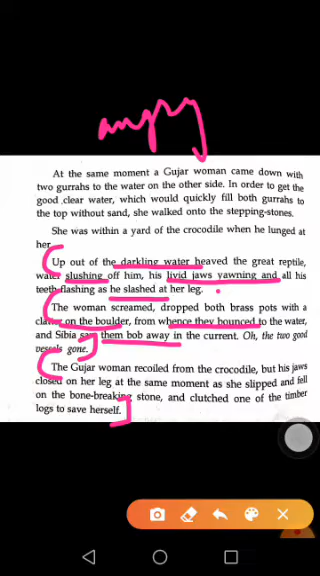 angry
At the same moment a Gujar woman came down with
two gurrahs to the water on the other side. In order to get the
good clear water, which would quickly fill both gurrahs to
the top without sand, she walked onto the stepping-stones.
She was within a yard of the crocodile when he lunged at
her.
Up out of the darkling water heaved the great reptile,
water slushing off him, his livid jaws yawning and all his
teeth flashing as he slashed at her leg.
The woman screamed, dropped both brass pots with a
clatter on the boulder, from whence they bounced to the water,
and Sibia saw them bob away in the current. Oh, the two good
vessels gone.
The Gujar woman recoiled from the crocodile, but his jaws
closed on her leg at the same moment as she slipped and fell
on the bone-breaking stone, and clutched one of the timber
logs to save herself.